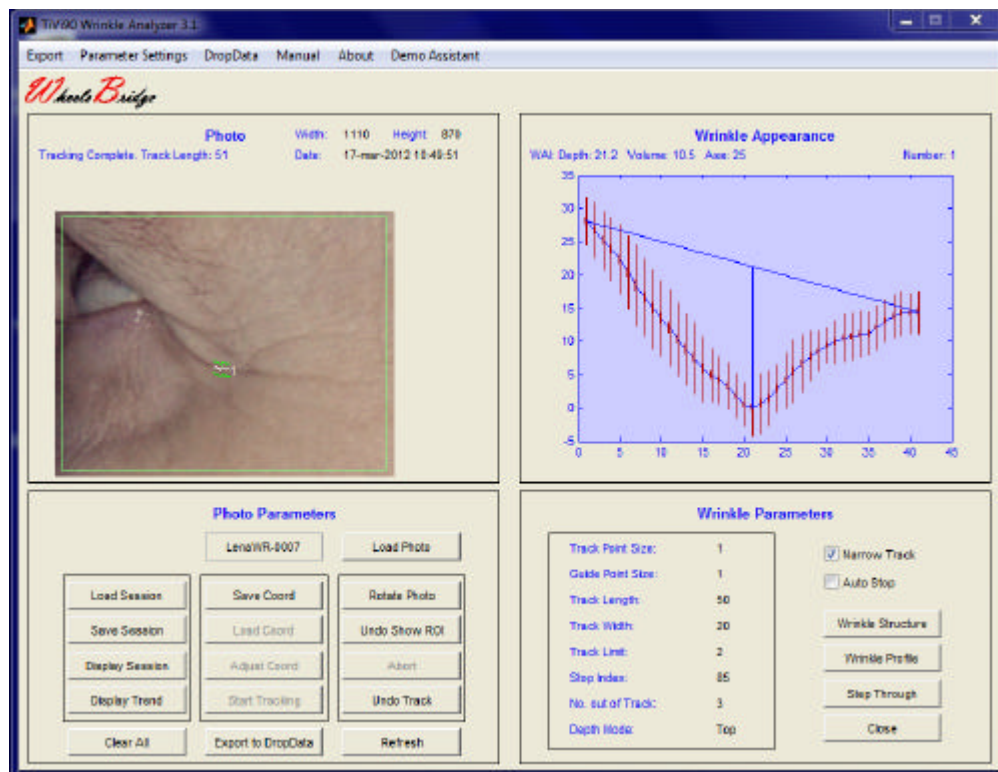 TiVi90 Wrinkle Analyzer 3.1
Export Parameter Settings DropData Manual About Demo Assistant
WheelsBridge
Photo Width: 1110 Height: 870
Tracking Complete. Track Length: 51 Date: 17-mar-2012 18:49:51
Wrinkle Appearance
WAI: Depth: 21.2 Volume: 10.5 Axe: 25 Number: 1
35
30
25
20
15
10
5
0
-5
0 5 10 15 20 25 30 35 40 45
Photo Parameters
LenaWR-0007 Load Photo
Load Session Save Coord Rotate Photo
Save Session Load Coord Undo Show ROI
Display Session Adjust Coord Abort
Display Trend Start Tracking Undo Track
Clear All Export to DropData Refresh
Wrinkle Parameters
Track Point Size: 1
Guide Point Size: 1
Track Length: 50
Track Width: 20
Track Limit: 2
Stop Index: 85
No. out of Track: 3
Depth Mode: Top
Narrow Track
Auto Stop
Wrinkle Structure
Wrinkle Profile
Step Through
Close